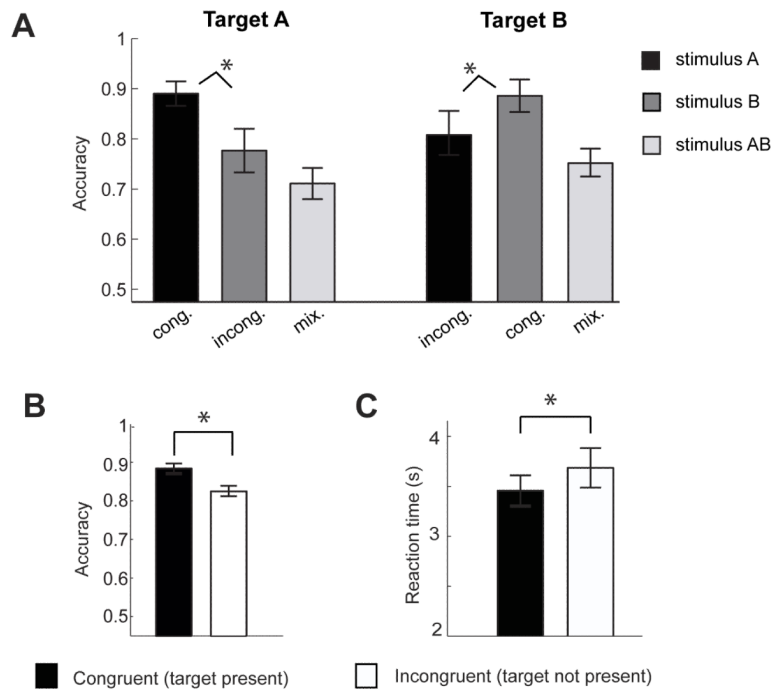 A
Target A
Target B
1
0.9
0.8
0.7
0.6
0.5
Accuracy
*
*
cong.
incong.
mix.
incong.
cong.
mix.
stimulus A
stimulus B
stimulus AB
B
1
0.9
0.8
0.7
0.6
0.5
Accuracy
*
C
4
3
2
Reaction time (s)
*
Congruent (target present)
Incongruent (target not present)